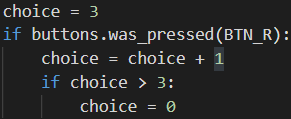 choice = 3
if buttons.was_pressed(BTN_R):
    choice = choice + 1
    if choice > 3:
        choice = 0